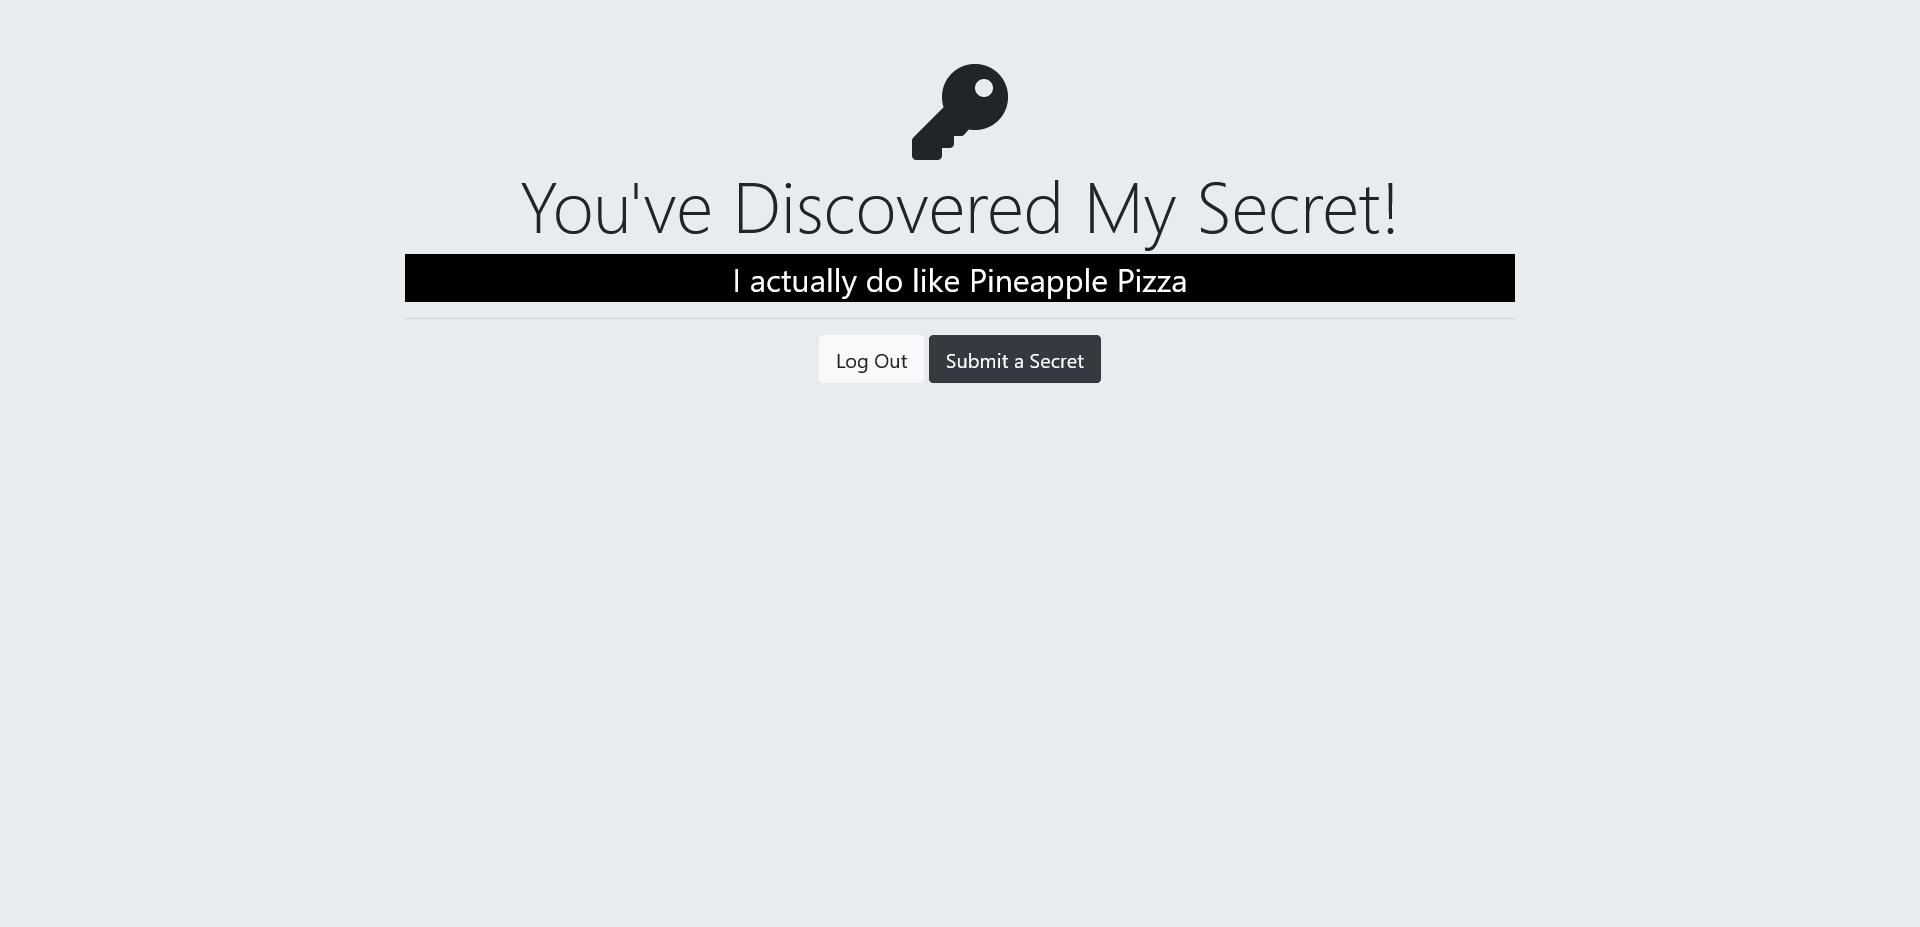 You've Discovered My Secret!
I actually do like Pineapple Pizza
Log Out
Submit a Secret